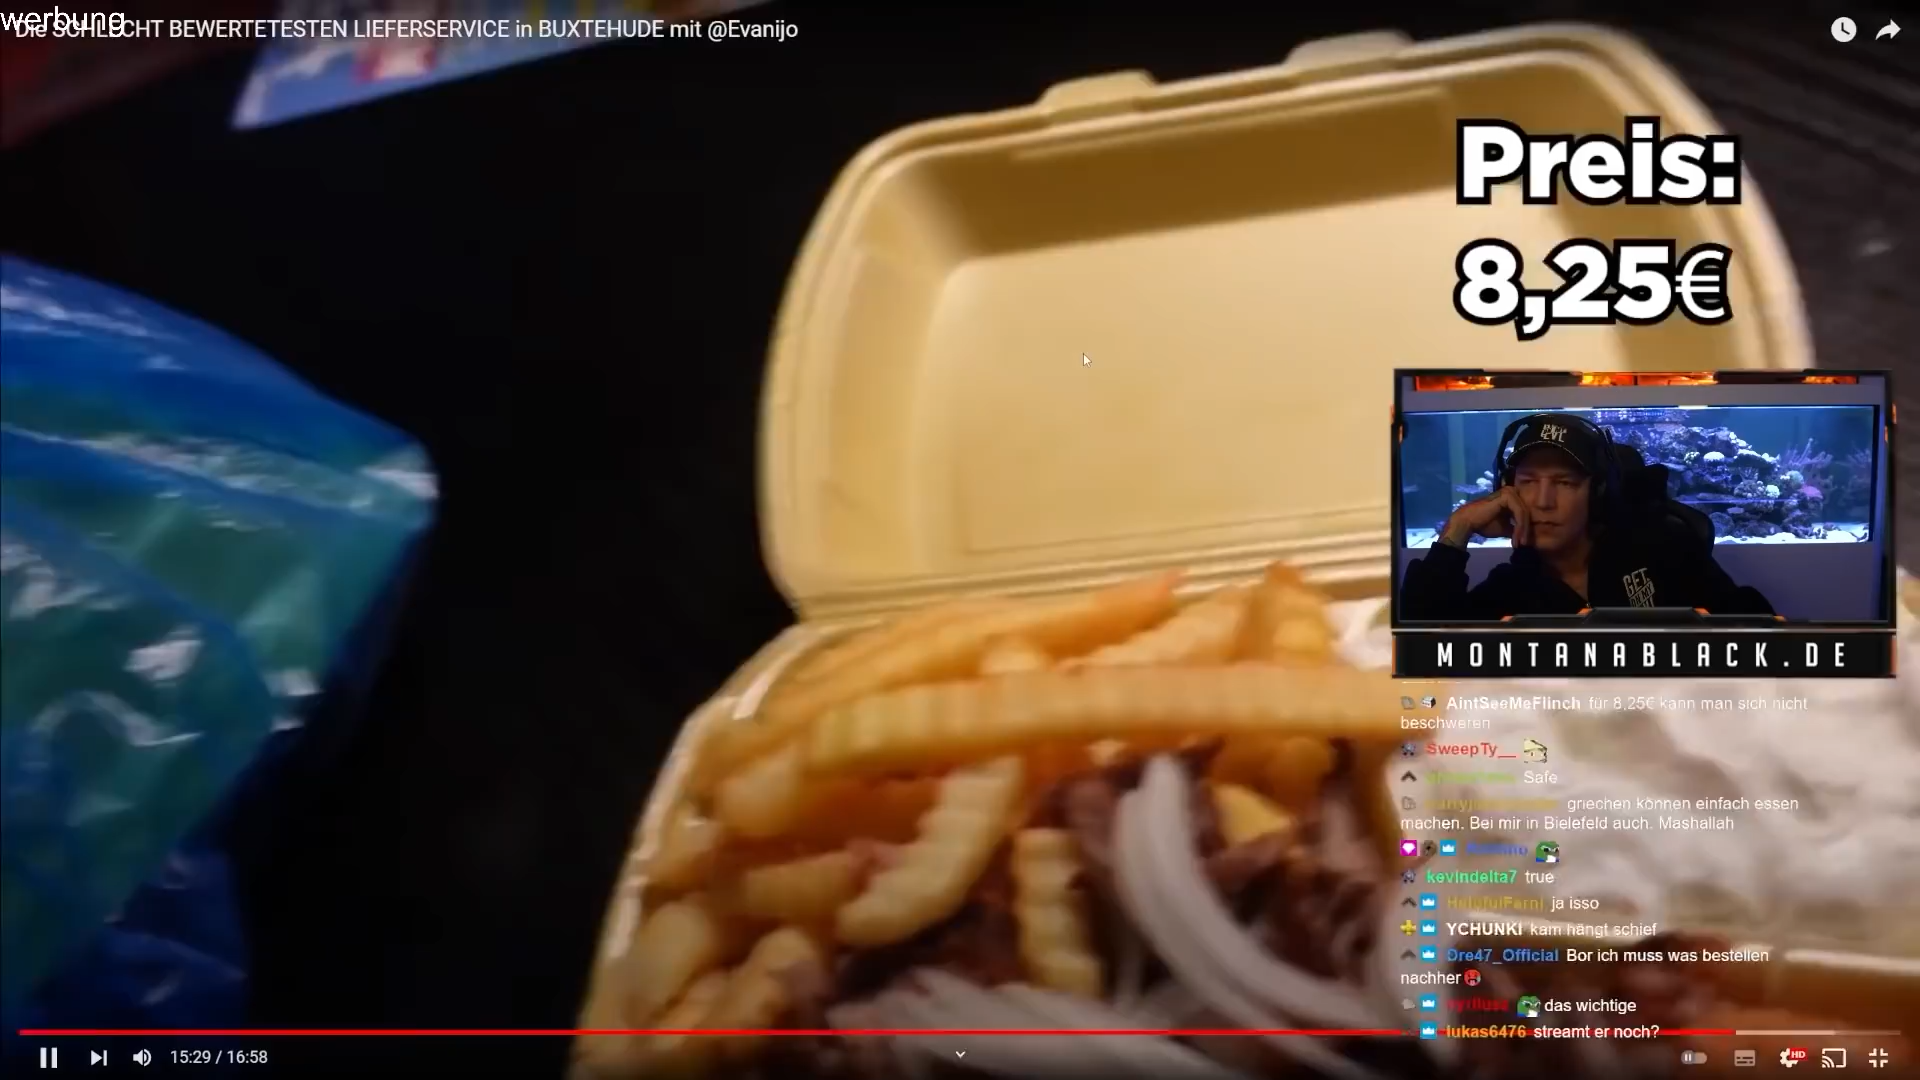 werbung
Die SCHLECHT BEWERTETESTEN LIEFERSERVICE in BUXTEHUDE mit @Evanijo
Preis:
8,25€
GET
MONTANABLACK.DE
AintSeeMeFlinch für 8,25€ kann man sich nicht
beschweren
SweepTy__
Safe
griechen können einfach essen
machen. Bei mir in Bielefeld auch. Mashallah
kevindelta7 true
ja isso
YCHUNKI kam hängt schief
Dre47_Official Bor ich muss was bestellen
nachher
das wichtige
lukas6476 streamt er noch?
15:29 / 16:58
HD